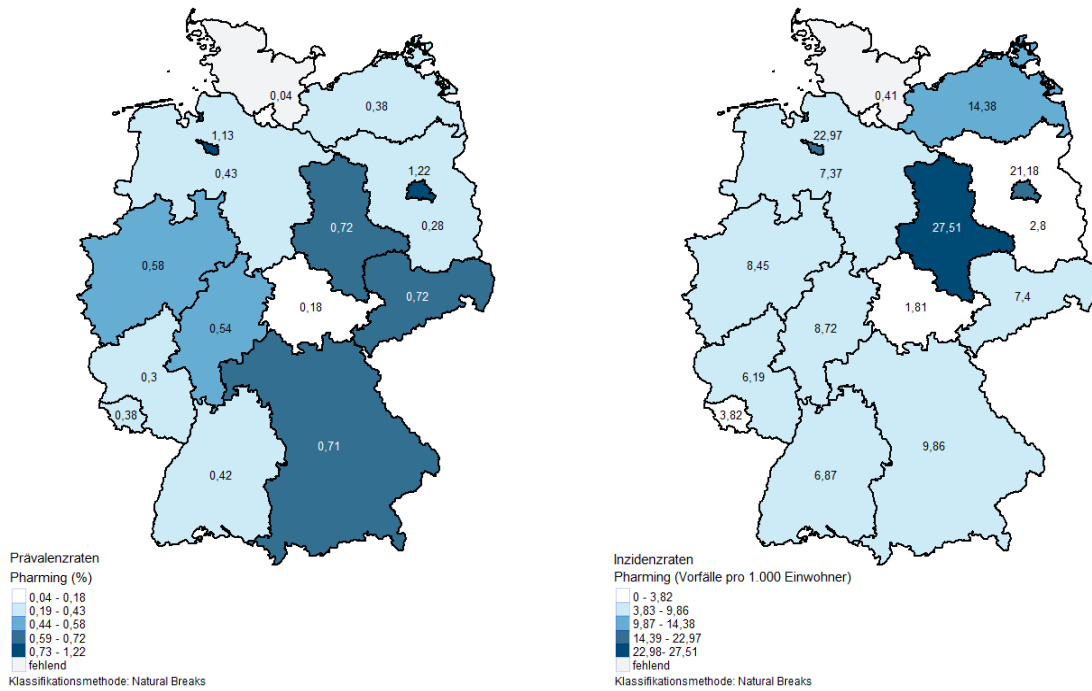 0,04
0,38
1,13
0,43
1,22
0,28
0,72
0,58
0,72
0,18
0,54
0,3
0,38
0,71
0,42
Prävalenzraten
Pharming (%)
0,04 - 0,18
0,19 - 0,43
0,44 - 0,58
0,59 - 0,72
0,73 - 1,22
fehlend
Klassifikationsmethode: Natural Breaks
0,41
14,38
22,97
7,37
21,18
2,8
27,51
8,45
7,4
1,81
8,72
6,19
3,82
9,86
6,87
Inzidenzraten
Pharming (Vorfälle pro 1.000 Einwohner)
0 - 3,82
3,83 - 9,86
9,87 - 14,38
14,39 - 22,97
22,98- 27,51
fehlend
Klassifikationsmethode: Natural Breaks